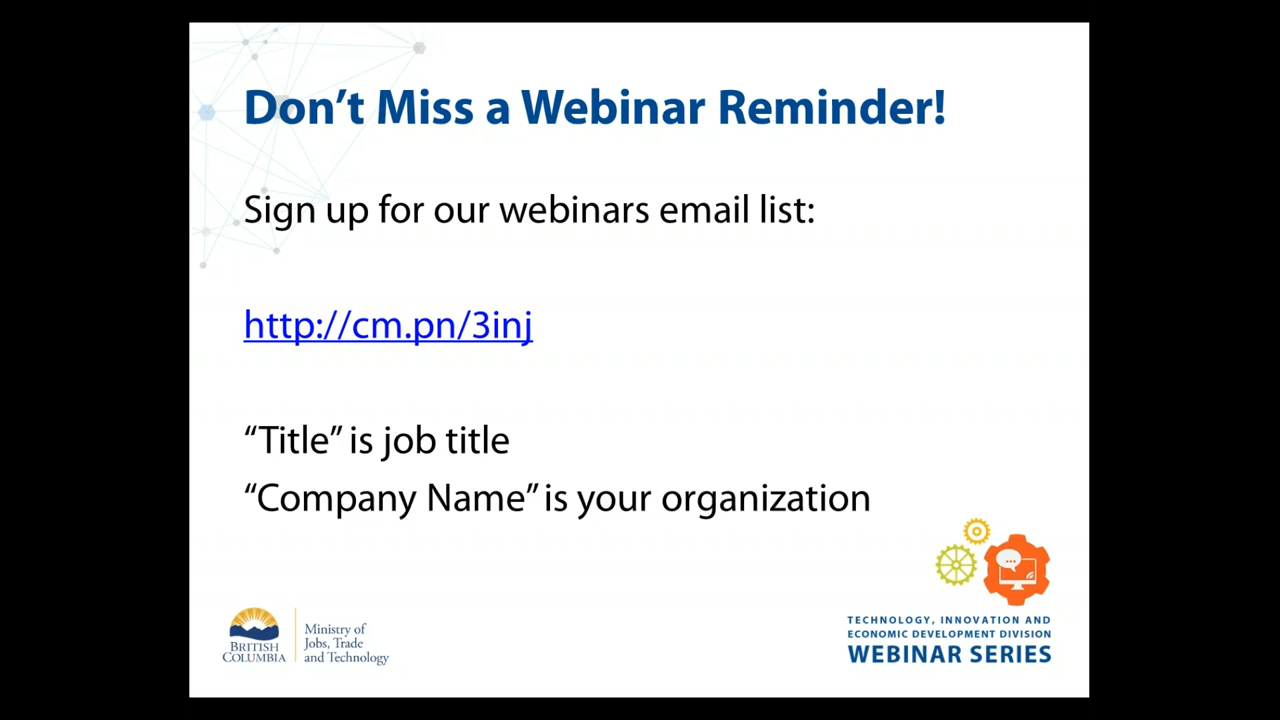 Don’t Miss a Webinar Reminder!
Sign up for our webinars email list:
http://cm.pn/3inj
“Title” is job title
“Company Name” is your organization
BRITISH
COLUMBIA
Ministry of
Jobs, Trade
and Technology
TECHNOLOGY, INNOVATION AND
ECONOMIC DEVELOPMENT DIVISION
WEBINAR SERIES